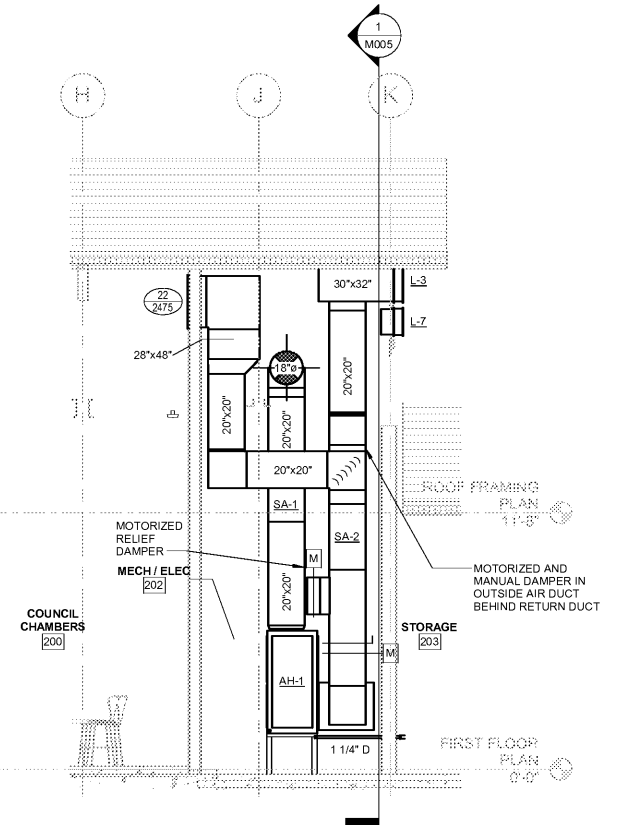 1
M005
H
J
K
30"x32"
L-3
22
2475
L-7
28"x48"
18"ø
20"x20"
20"x20"
20"x20"
20"x20"
ROOF FRAMING
PLAN
11'-8"
SA-1
MOTORIZED
RELIEF
DAMPER
SA-2
M
MECH / ELEC
202
20"x20"
MOTORIZED AND
MANUAL DAMPER IN
OUTSIDE AIR DUCT
BEHIND RETURN DUCT
COUNCIL
CHAMBERS
200
STORAGE
203
M
AH-1
1 1/4" D
FIRST FLOOR
PLAN
0'-0"